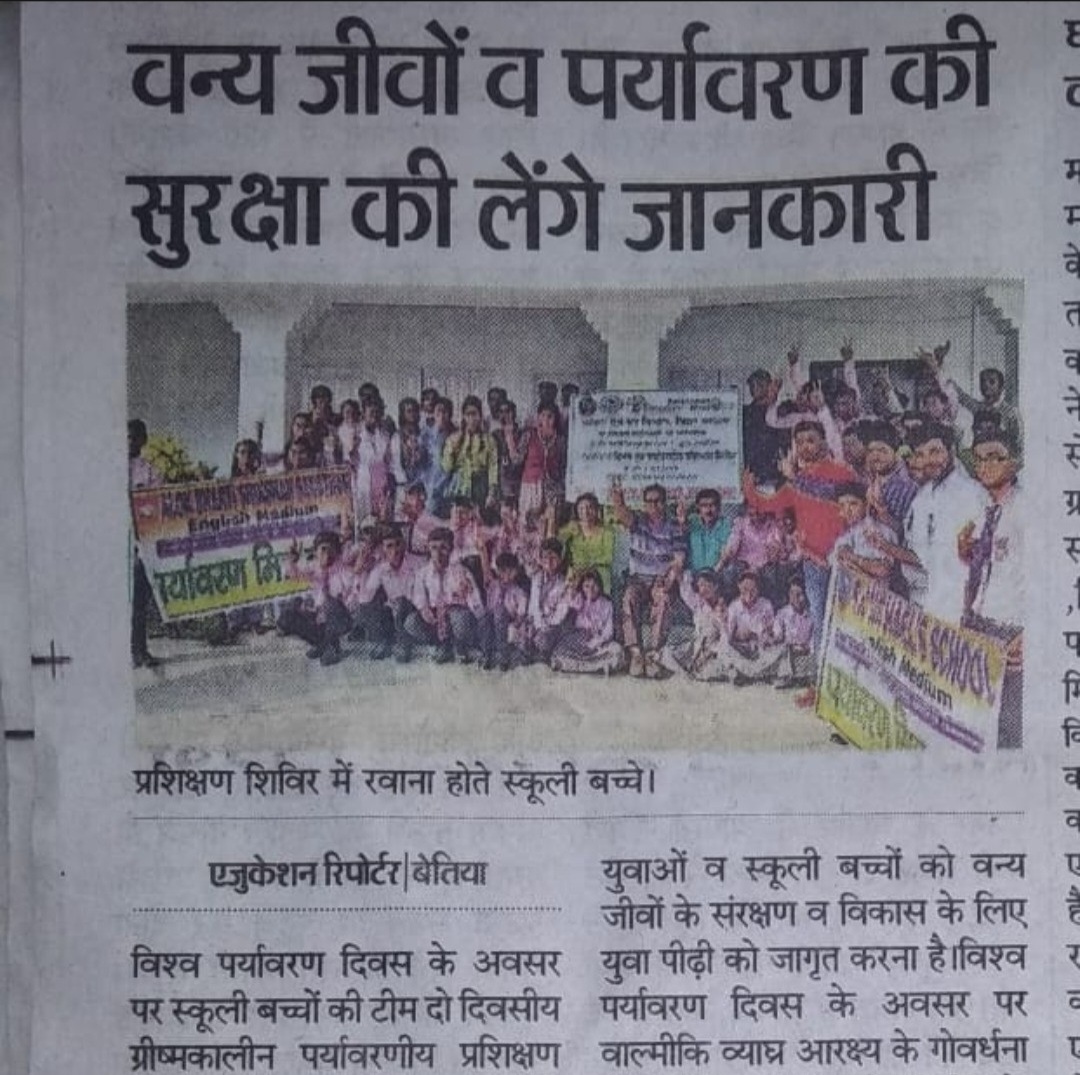 वन्य जीवों व पर्यावरण की
सुरक्षा की लेंगे जानकारी
English Medium
पर्यावरण मि
SCHOOL
Medium
प्रशिक्षण शिविर में रवाना होते स्कूली बच्चे।
एजुकेशन रिपोर्टर|बेतिया
विश्व पर्यावरण दिवस के अवसर
पर स्कूली बच्चों की टीम दो दिवसीय
ग्रीष्मकालीन पर्यावरणीय प्रशिक्षण
युवाओं व स्कूली बच्चों को वन्य
जीवों के संरक्षण व विकास के लिए
युवा पीढ़ी को जागृत करना है।विश्व
पर्यावरण दिवस के अवसर पर
वाल्मीकि व्याघ्र आरक्ष्य के गोवर्धना